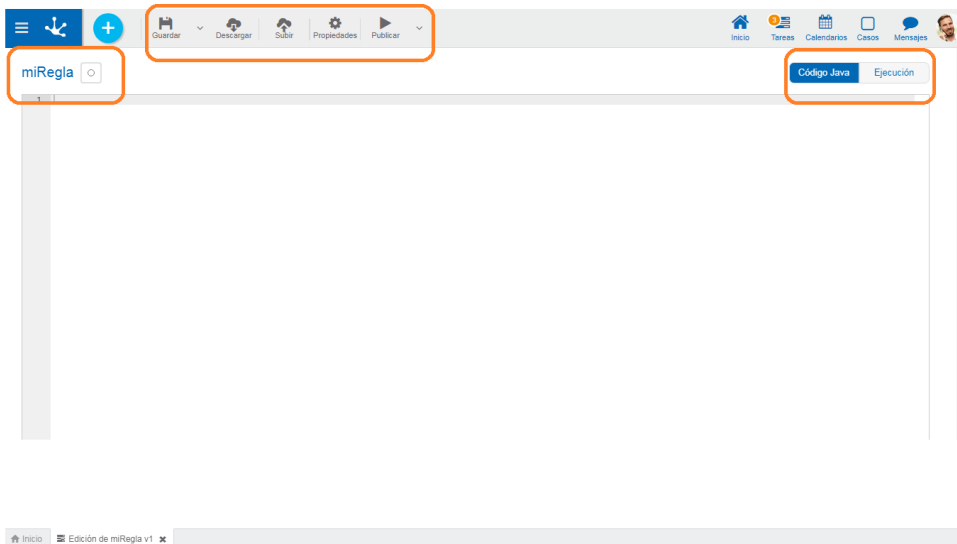 Guardar Descargar Subir Propiedades Publicar Inicio 3 Tareas Calendarios Casos Mensajes
miRegla Código Java Ejecución
1
Inicio Edición de miRegla v1